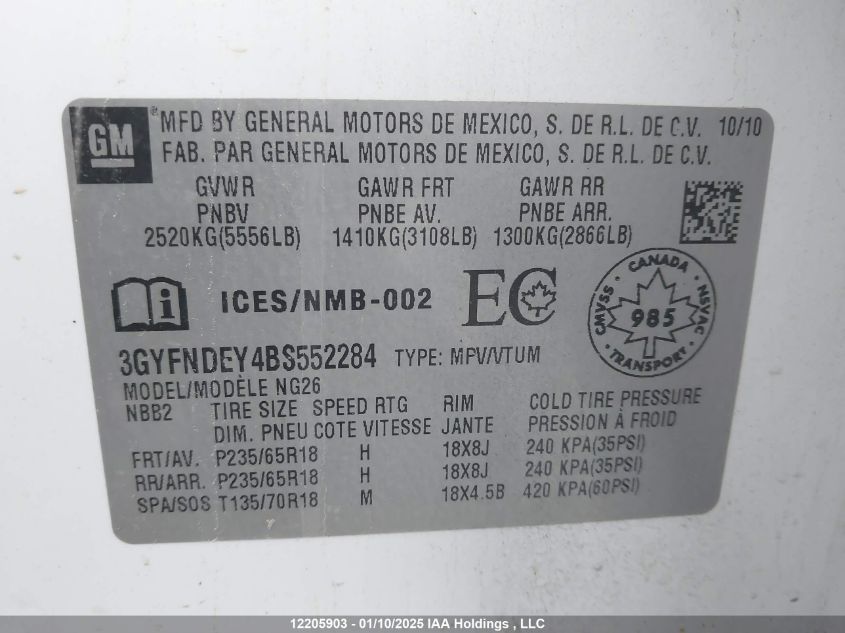 GM
®MFD BY GENERAL MOTORS DE MEXICO, S. DE R.L. DE C.V. 10/10
FAB. PAR GENERAL MOTORS DE MEXICO, S. DE R.L. DE C.V.
GVWR GAWR FRT GAWR RR
PNBV PNBE AV. PNBE ARR.
2520KG(5556LB) 1410KG(3108LB) 1300KG(2866LB)
i ICES/NMB-002 EC
CANADA
CMVSS 985 NSVAC
TRANSPORT
3GYFNDEY4BS552284 TYPE: MPV/VTUM
MODEL/MODÈLE NG26
NBB2 TIRE SIZE SPEED RTG RIM COLD TIRE PRESSURE
DIM. PNEU COTE VITESSE JANTE PRESSION À FROID
FRT/AV. P235/65R18 H 18X8J 240 KPA(35PSI)
RR/ARR. P235/65R18 H 18X8J 240 KPA(35PSI)
SPA/SOS T135/70R18 M 18X4.5B 420 KPA(60PSI)
12205903 - 01/10/2025 IAA Holdings , LLC